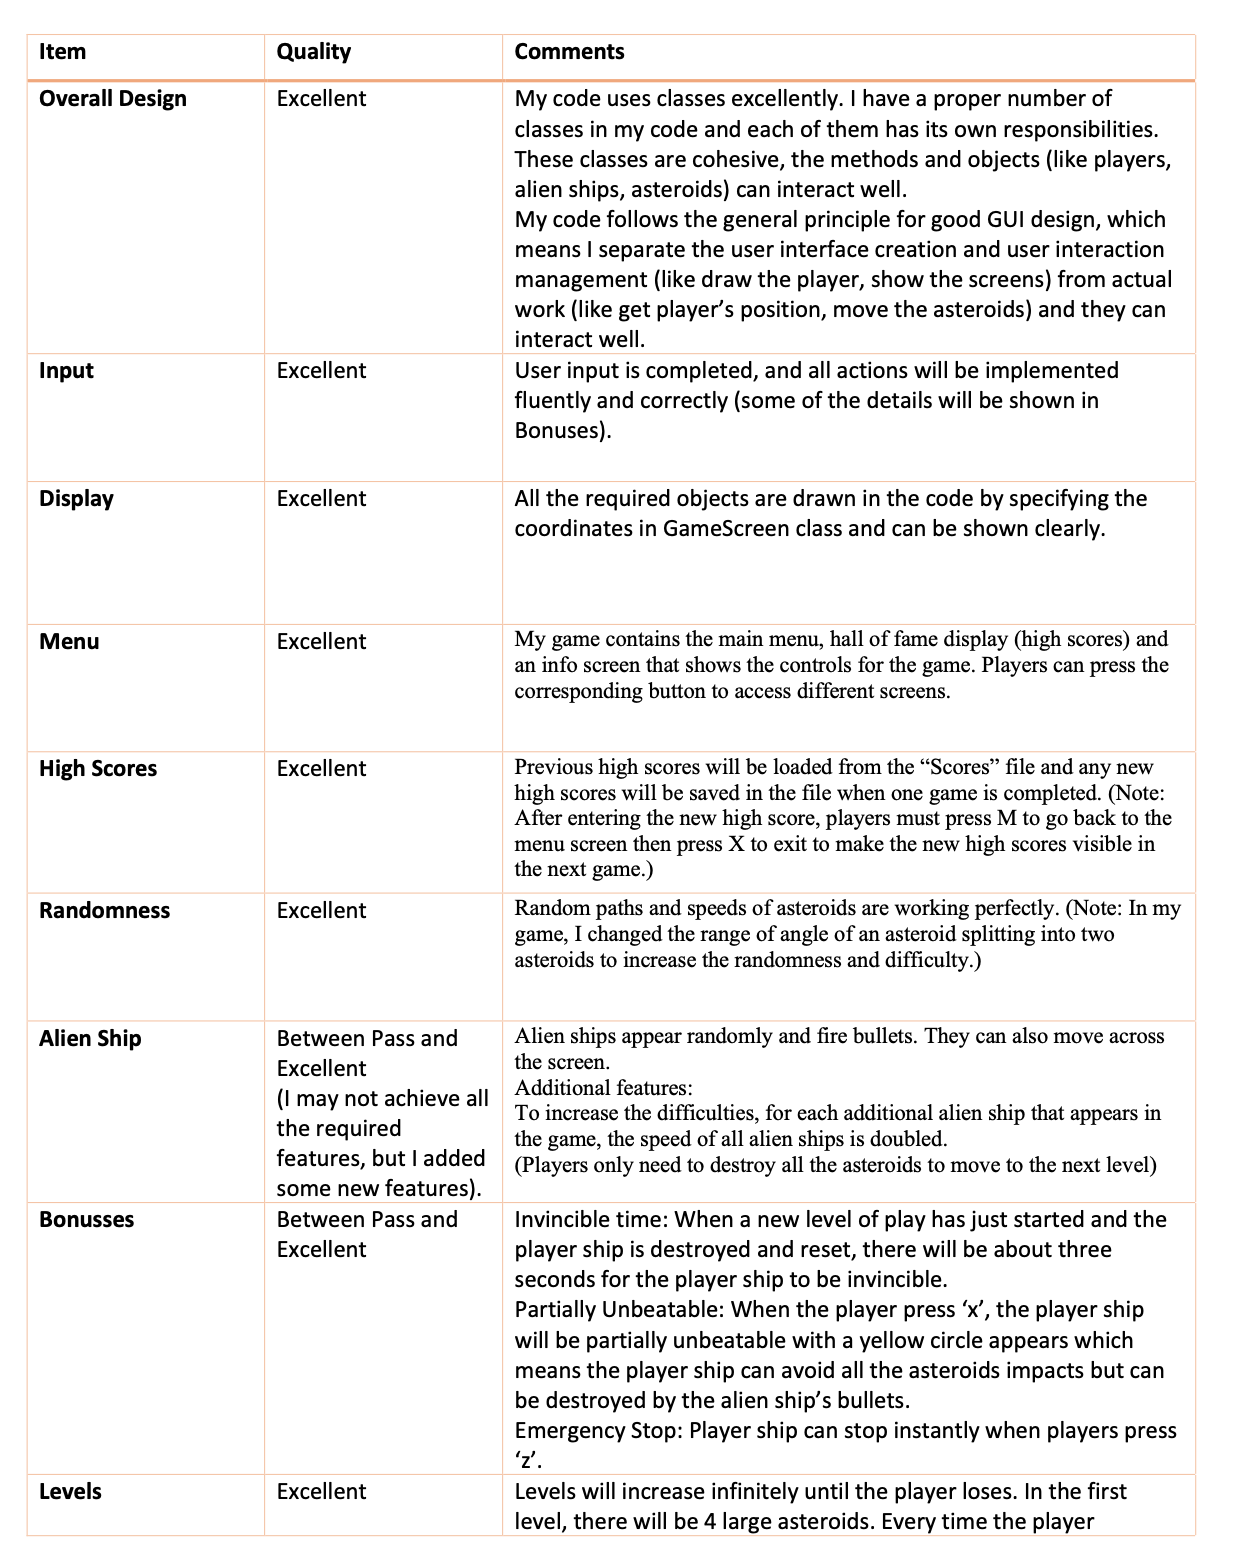 Item Quality Comments
Overall Design Excellent My code uses classes excellently. I have a proper number of
classes in my code and each of them has its own responsibilities.
These classes are cohesive, the methods and objects (like players,
alien ships, asteroids) can interact well.
My code follows the general principle for good GUI design, which
means I separate the user interface creation and user interaction
management (like draw the player, show the screens) from actual
work (like get player’s position, move the asteroids) and they can
interact well.
Input Excellent User input is completed, and all actions will be implemented
fluently and correctly (some of the details will be shown in
Bonuses).
Display Excellent All the required objects are drawn in the code by specifying the
coordinates in GameScreen class and can be shown clearly.
Menu Excellent My game contains the main menu, hall of fame display (high scores) and
an info screen that shows the controls for the game. Players can press the
corresponding button to access different screens.
High Scores Excellent Previous high scores will be loaded from the “Scores” file and any new
high scores will be saved in the file when one game is completed. (Note:
After entering the new high score, players must press M to go back to the
menu screen then press X to exit to make the new high scores visible in
the next game.)
Randomness Excellent Random paths and speeds of asteroids are working perfectly. (Note: In my
game, I changed the range of angle of an asteroid splitting into two
asteroids to increase the randomness and difficulty.)
Alien Ship
Between Pass and
Excellent
(I may not achieve all
the required
features, but I added
some new features).
Alien ships appear randomly and fire bullets. They can also move across
the screen.
Additional features:
To increase the difficulties, for each additional alien ship that appears in
the game, the speed of all alien ships is doubled.
(Players only need to destroy all the asteroids to move to the next level)
Bonusses
Between Pass and
Excellent
Invincible time: When a new level of play has just started and the
player ship is destroyed and reset, there will be about three
seconds for the player ship to be invincible.
Partially Unbeatable: When the player press ‘x’, the player ship
will be partially unbeatable with a yellow circle appears which
means the player ship can avoid all the asteroids impacts but can
be destroyed by the alien ship’s bullets.
Emergency Stop: Player ship can stop instantly when players press
‘z’.
Levels Excellent Levels will increase infinitely until the player loses. In the first
level, there will be 4 large asteroids. Every time the player